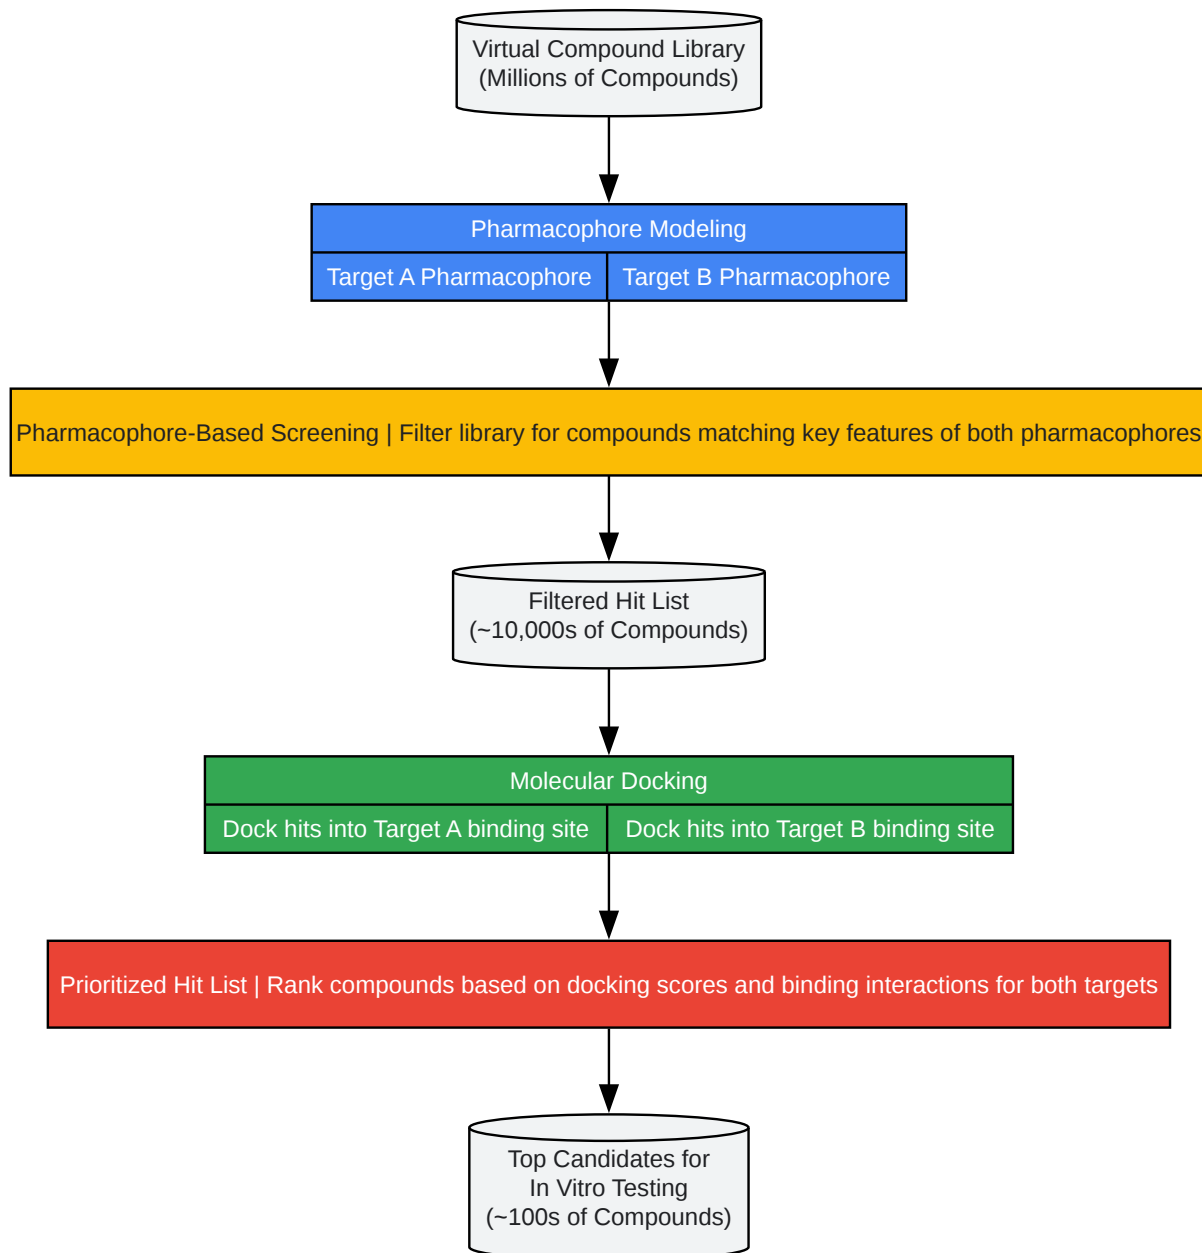 Virtual Compound Library
(Millions of Compounds)
Pharmacophore Modeling
Target A Pharmacophore
Target B Pharmacophore
Pharmacophore-Based Screening | Filter library for compounds matching key features of both pharmacophores
Filtered Hit List
(~10,000s of Compounds)
Molecular Docking
Dock hits into Target A binding site
Dock hits into Target B binding site
Prioritized Hit List | Rank compounds based on docking scores and binding interactions for both targets
Top Candidates for
In Vitro Testing
(~100s of Compounds)